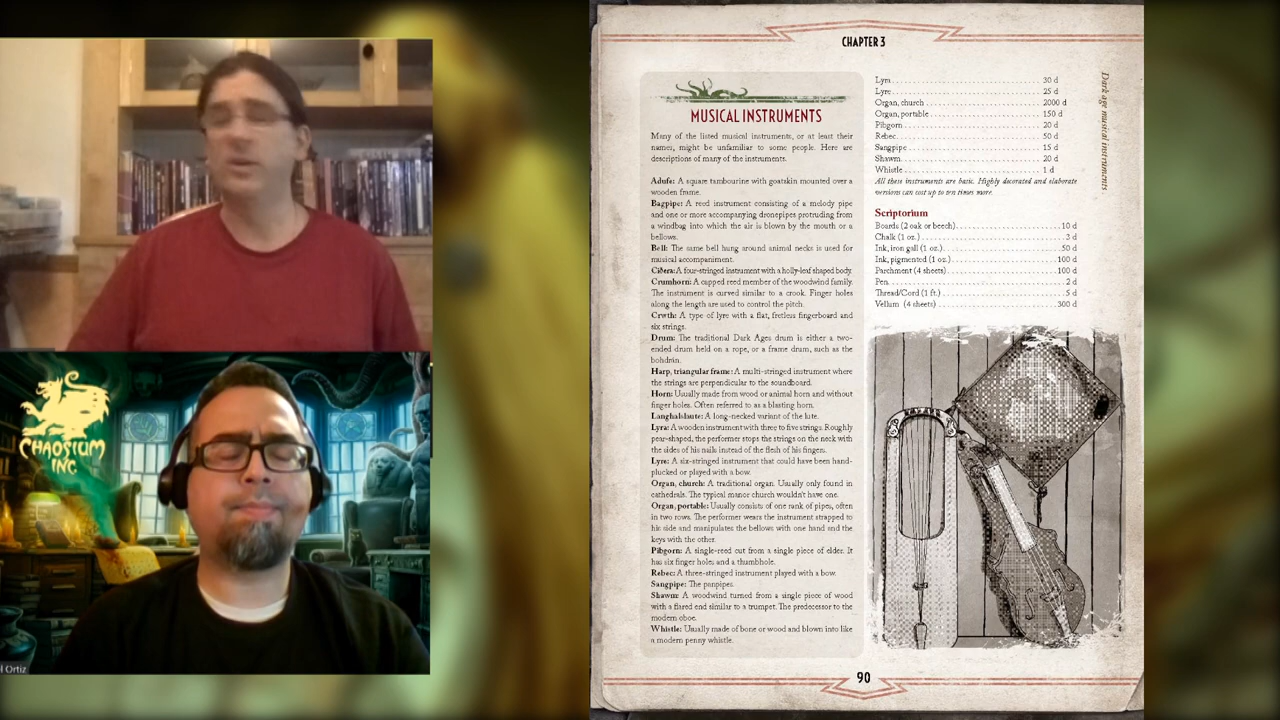 CHAOSIUM
INC
el Ortiz
CHAPTER 3
MUSICAL INSTRUMENTS
Many of the listed musical instruments, or at least their
names, might be unfamiliar to some people. Here are
descriptions of many of the instruments.
Adufe: A square tambourine with goatskin mounted over a
wooden frame.
Bagpipe: A reed instrument consisting of a melody pipe
and one or more accompanying dronepipes protruding from
a windbag into which the air is blown by the mouth or a
bellows.
Bell: The same bell hung around animal necks is used for
musical accompaniment.
A four-stringed instrument with a holly-leaf shaped body.
Crumhorn: A capped reed member of the woodwind family.
The instrument is curved similar to a crook. Finger holes
along the length are used to control the pitch.
Crwth: A type of lyre with a flat, fretless fingerboard and
six strings.
Drum: The traditional Dark Ages drum is either a two-
ended drum held on a rope, or a frame drum, such as the
bohdrán.
Harp, triangular frame: A multi-stringed instrument where
the strings are perpendicular to the soundboard.
Horn: Usually made from wood or animal horn and without
finger holes. Often referred to as a blasting horn.
A long-necked variant of the lute.
Lyra: A wooden instrument with three to five strings. Roughly
pear-shaped, the performer stops the strings on the neck with
the sides of his nails instead of the flesh of his fingers.
Lyre: A six-stringed instrument that could have been hand-
plucked or played with a bow.
Organ, church: A traditional organ. Usually only found in
cathedrals. The typical manor church wouldn't have one.
Organ, portable: Usually consists of one rank of pipes, often
in two rows. The performer wears the instrument strapped to
his side and manipulates the bellows with one hand and the
keys with the other.
Pibgorn: A single-reed cut from a single piece of elder. It
has six finger holes and a thumbhole.
Rebec: A three-stringed instrument played with a bow.
Sangpipe: The panpipes.
Shawm: A woodwind turned from a single piece of wood
with a flared end similar to a trumpet. The predecessor to the
modern oboe.
Whistle: Usually made of bone or wood and blown into like
a modern penny whistle.
Lyra 30 d
Lyre 25 d
Organ, church 2000 d
Organ, portable 150 d
Pibgorn 20 d
Rebec 50 d
Sangpipe 15 d
Shawm 20 d
Whistle 1 d
All these instruments are basic. Highly decorated and elaborate
versions can cost up to ten times more.
Scriptorium
Boards (2 oak or beech) 10 d
Chalk (1 oz.) 3 d
Ink, iron gall (1 oz.) 50 d
Ink, pigmented (1 oz.) 100 d
Parchment (4 sheets) 100 d
Pen 2 d
Thread/Cord (1 ft.) 5 d
Vellum (4 sheets) 300 d
Dark age musical instruments
90